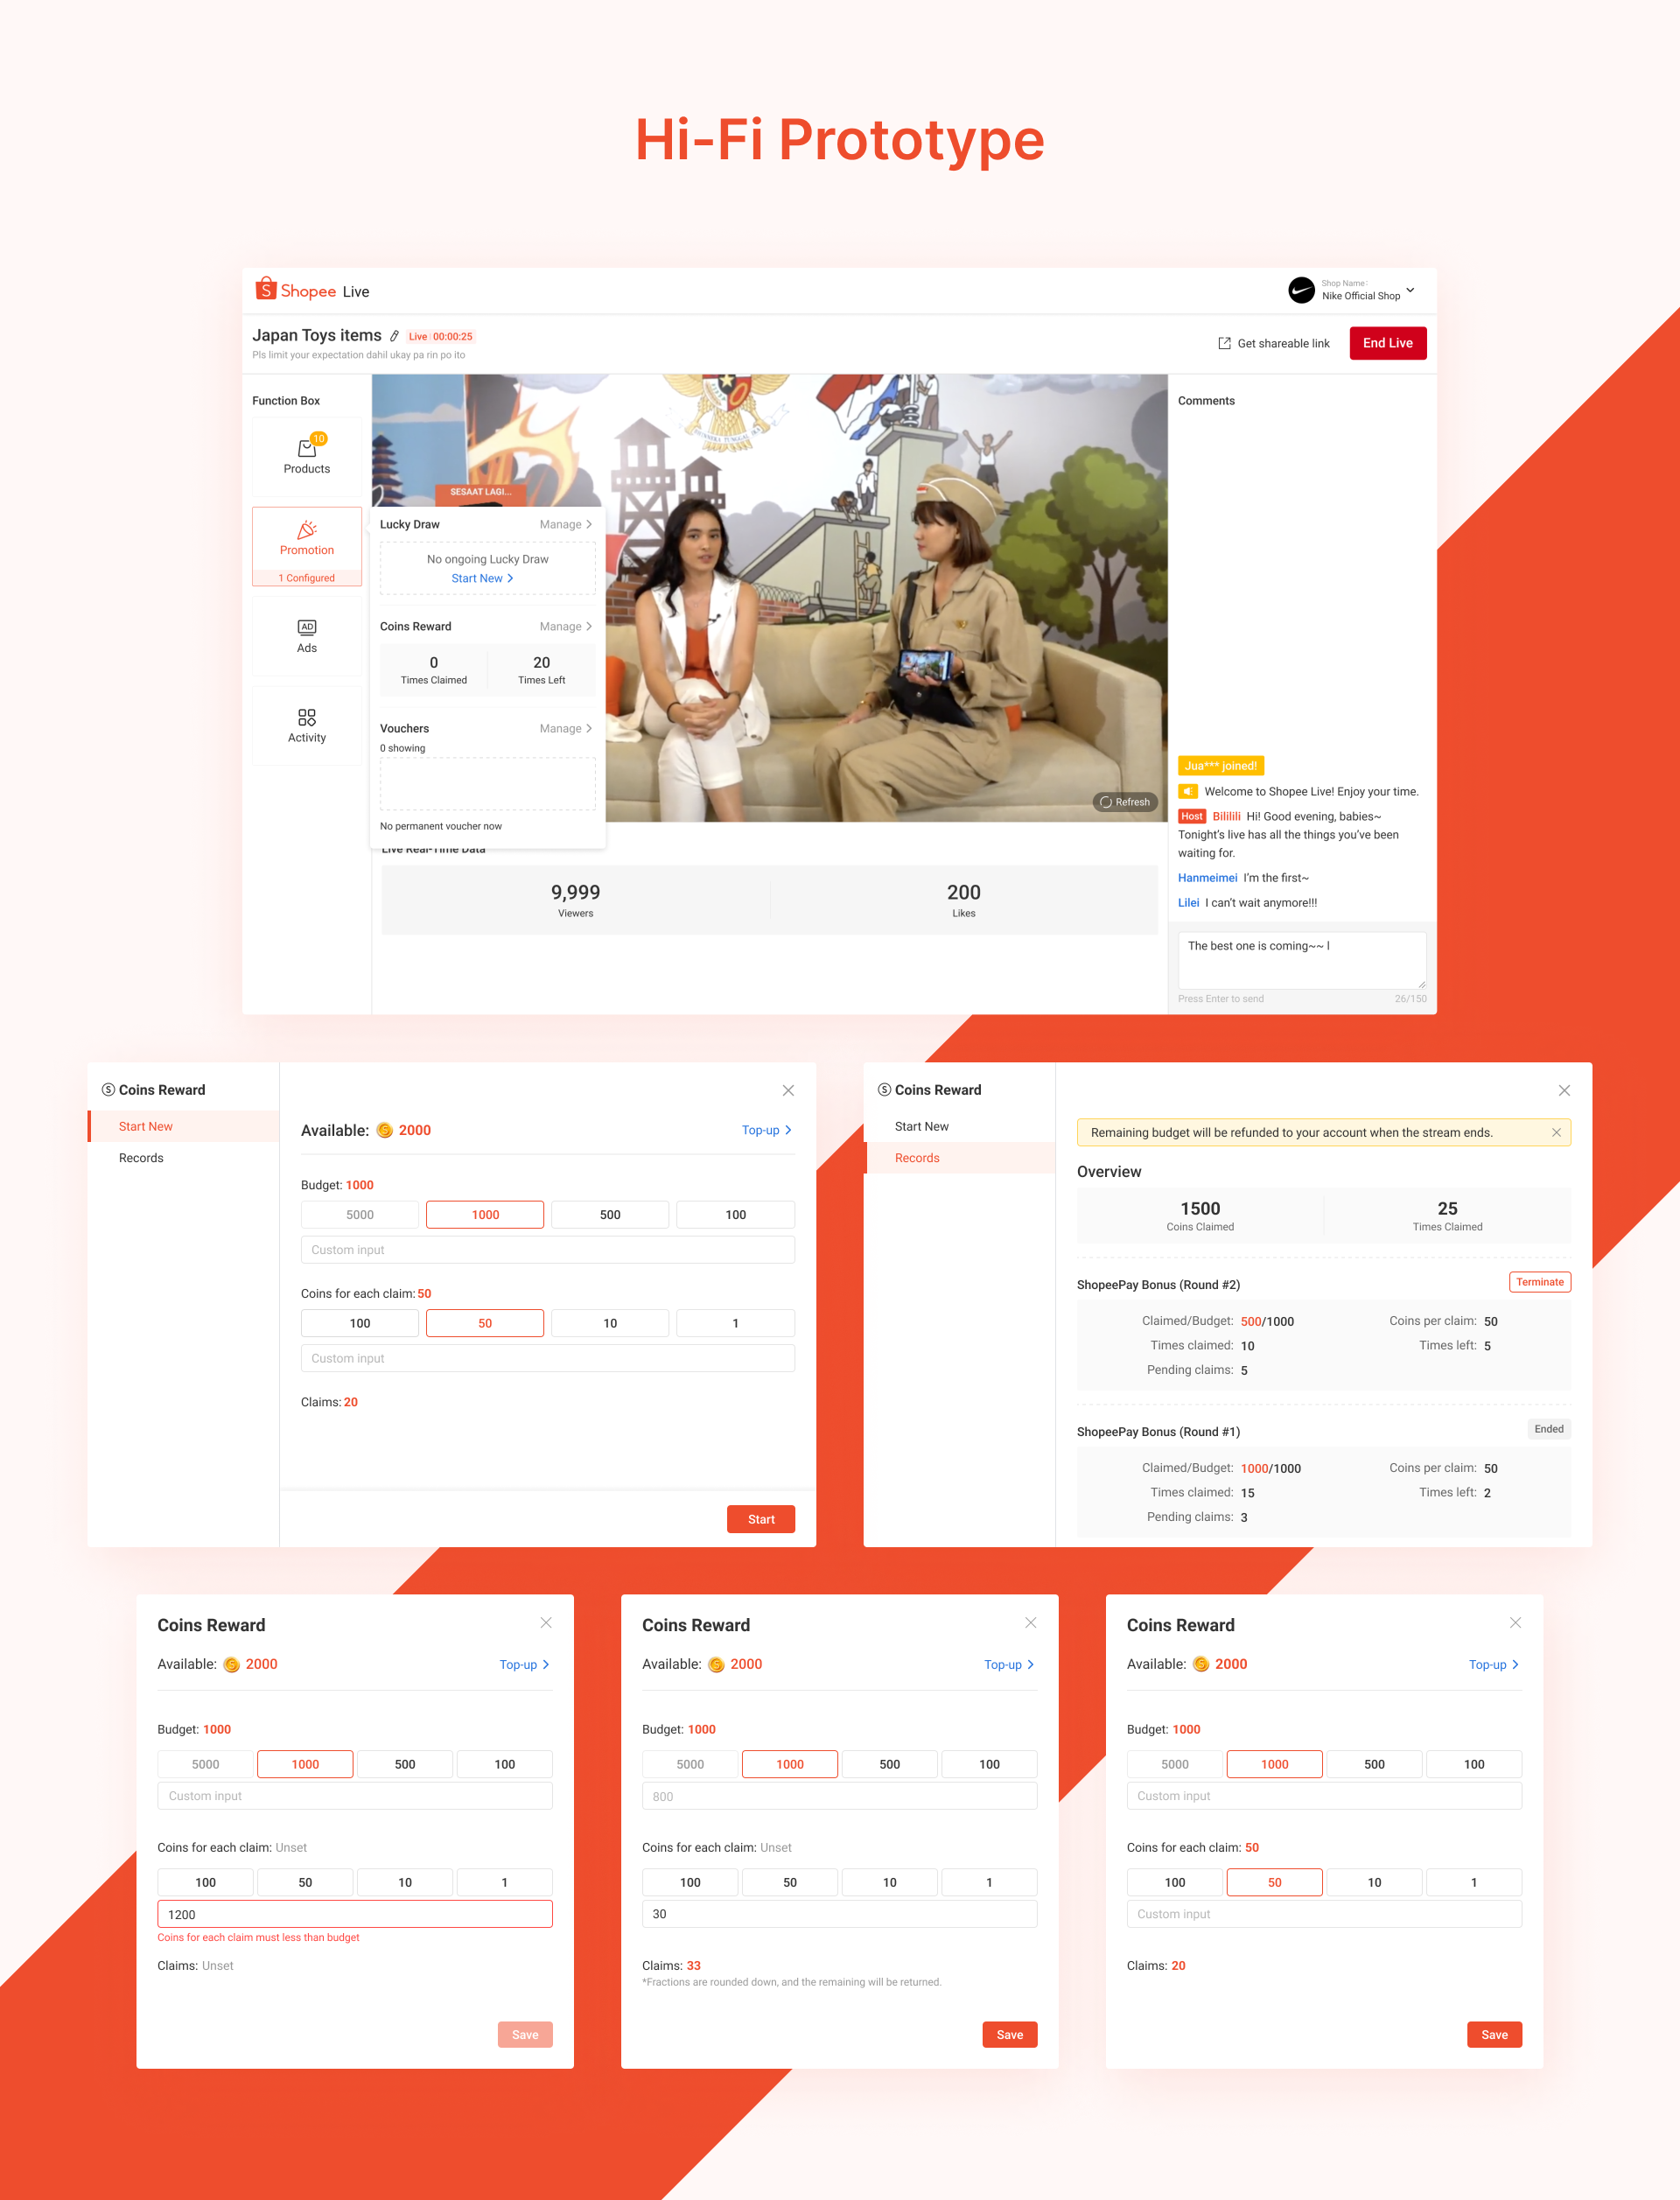 Hi-Fi Prototype
Shopee Live
Shop Name:
Nike Official Shop
Japan Toys items
Live 00:00:25
Pls limit your expectation dahil ukay pa rin po ito
Get shareable link
End Live
Function Box
10
Products
Promotion
1 Configured
AD
Ads
Activity
SESAAT LAGI...
Lucky Draw Manage
No ongoing Lucky Draw
Start New
Coins Reward Manage
0 20
Times Claimed Times Left
Vouchers Manage
0 showing
No permanent voucher now
Refresh
Live Real-Time Data
9,999 200
Viewers Likes
Comments
Jua*** joined!
Welcome to Shopee Live! Enjoy your time.
Host Bilili​li Hi! Good evening, babies~
Tonight's live has all the things you've been
waiting for.
Hanmeimei I'm the first~
Lilei I can't wait anymore!!!
The best one is coming~~ l
Press Enter to send 26/150
Coins Reward
Start New
Records
Available: 2000 Top-up
Budget: 1000
5000 1000 500 100
Custom input
Coins for each claim: 50
100 50 10 1
Custom input
Claims: 20
Start
Coins Reward
Start New
Records
Remaining budget will be refunded to your account when the stream ends.
Overview
1500 25
Coins Claimed Times Claimed
ShopeePay Bonus (Round #2) Terminate
Claimed/Budget: 500/1000 Coins per claim: 50
Times claimed: 10 Times left: 5
Pending claims: 5
ShopeePay Bonus (Round #1) Ended
Claimed/Budget: 1000/1000 Coins per claim: 50
Times claimed: 15 Times left: 2
Pending claims: 3
Coins Reward
Available: 2000 Top-up
Budget: 1000
5000 1000 500 100
Custom input
Coins for each claim: Unset
100 50 10 1
1200
Coins for each claim must less than budget
Claims: Unset
Save
Coins Reward
Available: 2000 Top-up
Budget: 1000
5000 1000 500 100
800
Coins for each claim: Unset
100 50 10 1
30
Claims: 33
*Fractions are rounded down, and the remaining will be returned.
Save
Coins Reward
Available: 2000 Top-up
Budget: 1000
5000 1000 500 100
Custom input
Coins for each claim: 50
100 50 10 1
Custom input
Claims: 20
Save